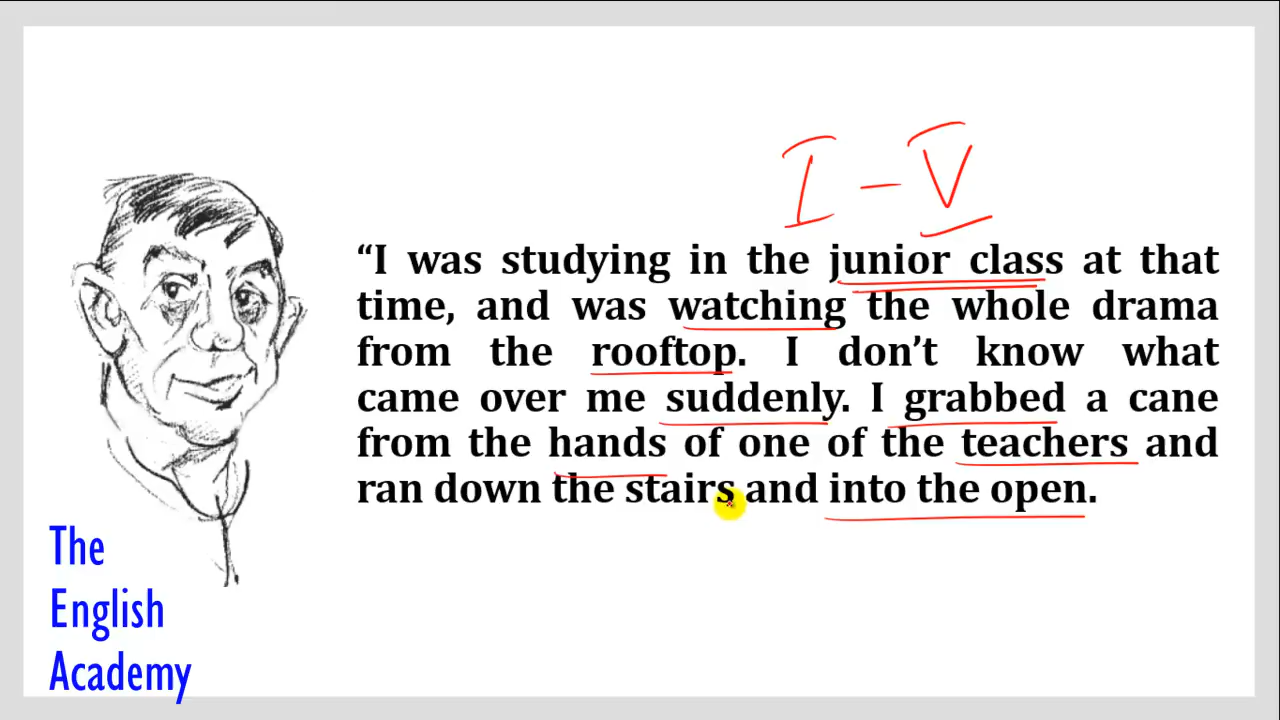 I – V
“I was studying in the junior class at that
time, and was watching the whole drama
from the rooftop. I don’t know what
came over me suddenly. I grabbed a cane
from the hands of one of the teachers and
ran down the stairs and into the open.
The
English
Academy